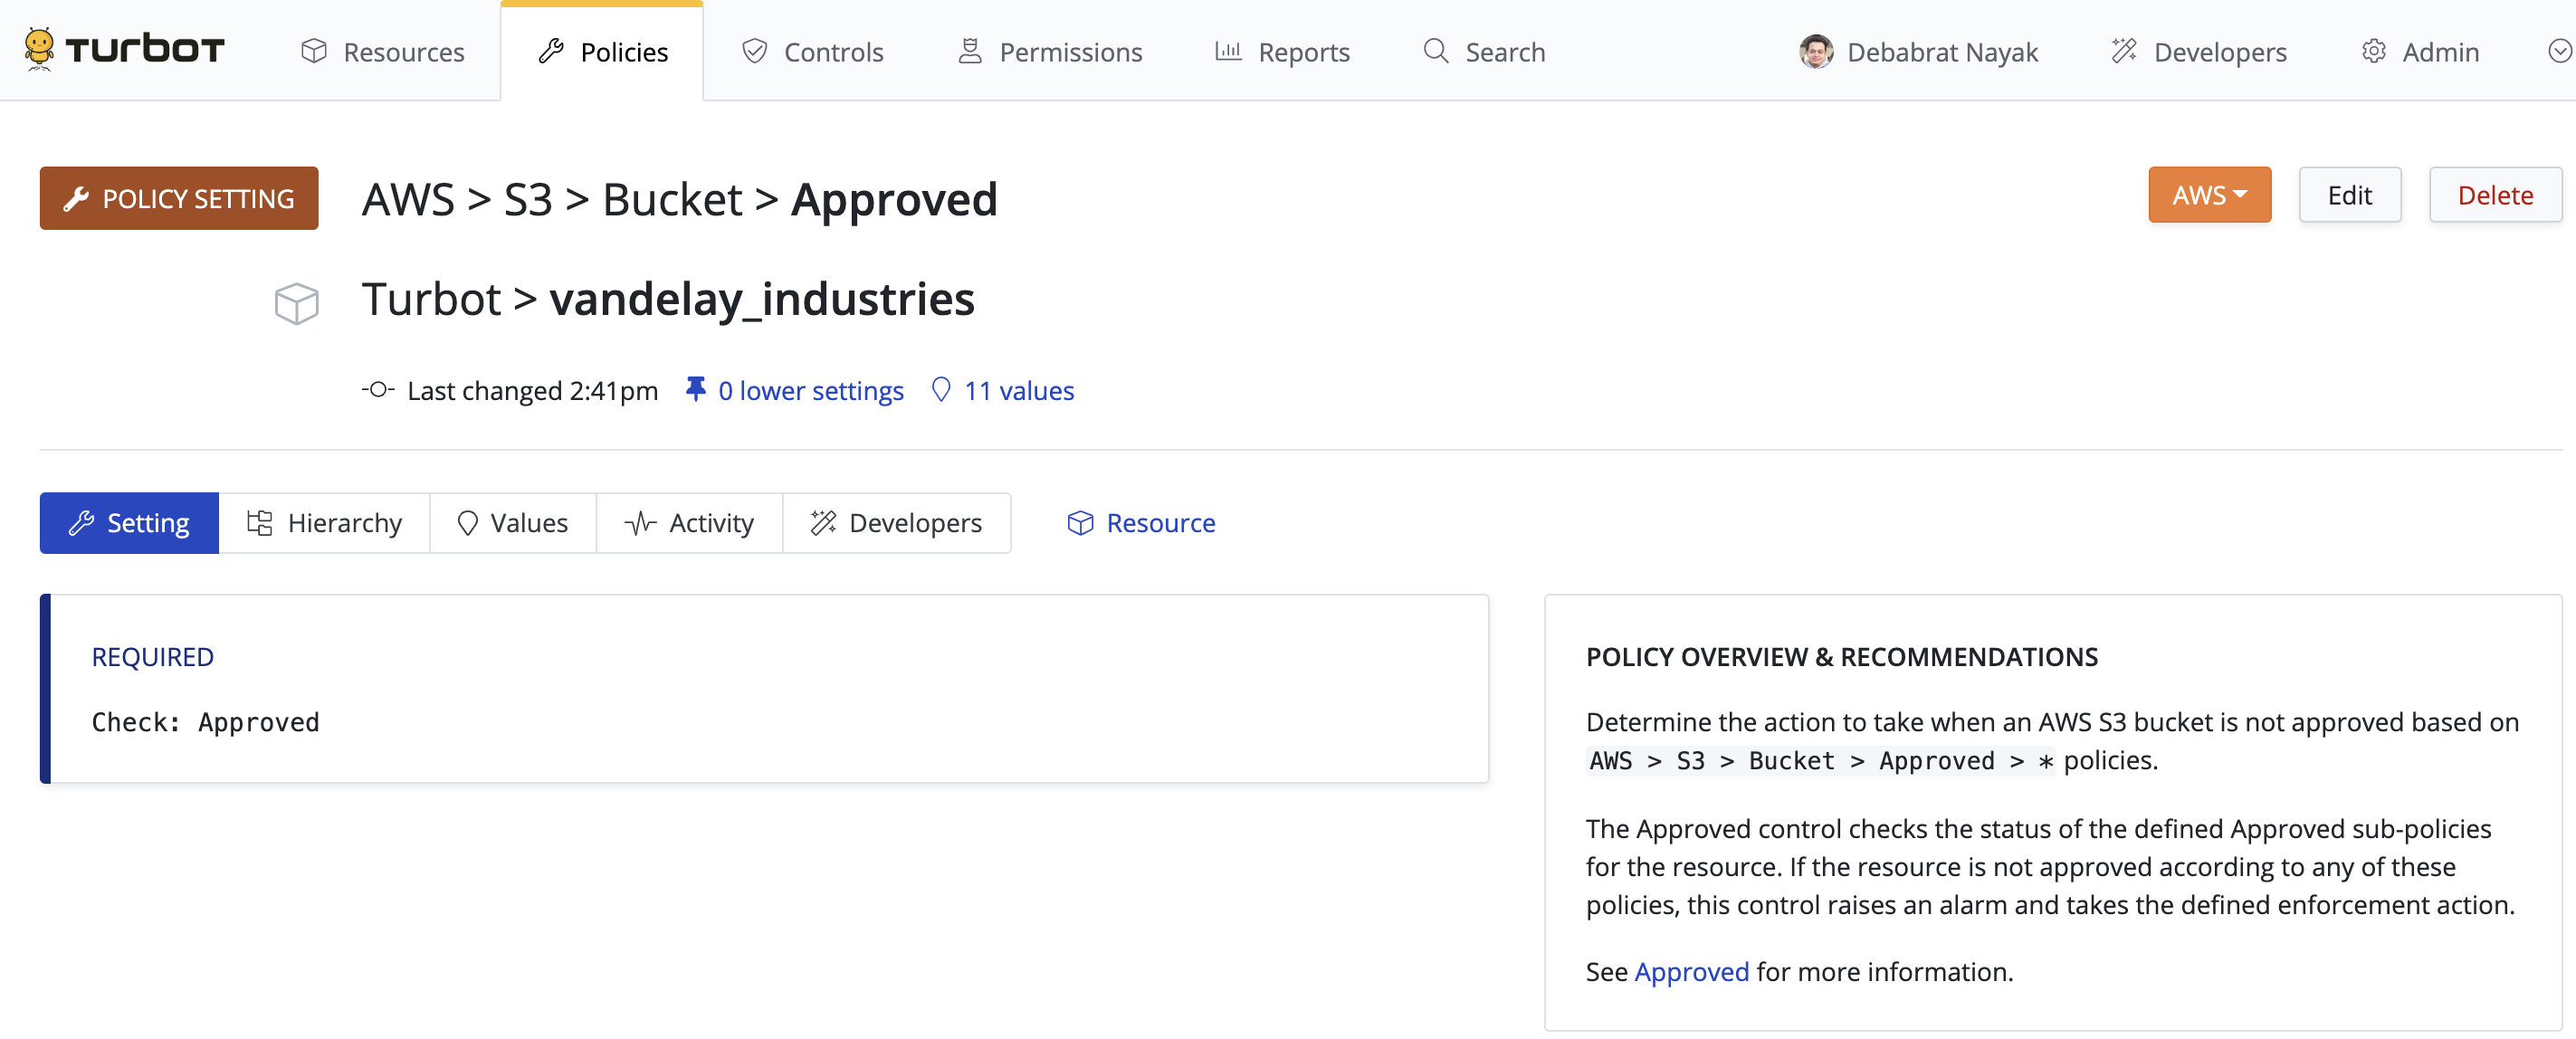 TURBOT Resources Policies Controls Permissions Reports Search Debabrat Nayak Developers Admin
POLICY SETTING AWS > S3 > Bucket > Approved AWS Edit Delete
Turbot > vandelay_industries
Last changed 2:41pm 0 lower settings 11 values
Setting Hierarchy Values Activity Developers Resource
REQUIRED
Check: Approved
POLICY OVERVIEW & RECOMMENDATIONS
Determine the action to take when an AWS S3 bucket is not approved based on
AWS > S3 > Bucket > Approved > * policies.
The Approved control checks the status of the defined Approved sub-policies
for the resource. If the resource is not approved according to any of these
policies, this control raises an alarm and takes the defined enforcement action.
See Approved for more information.